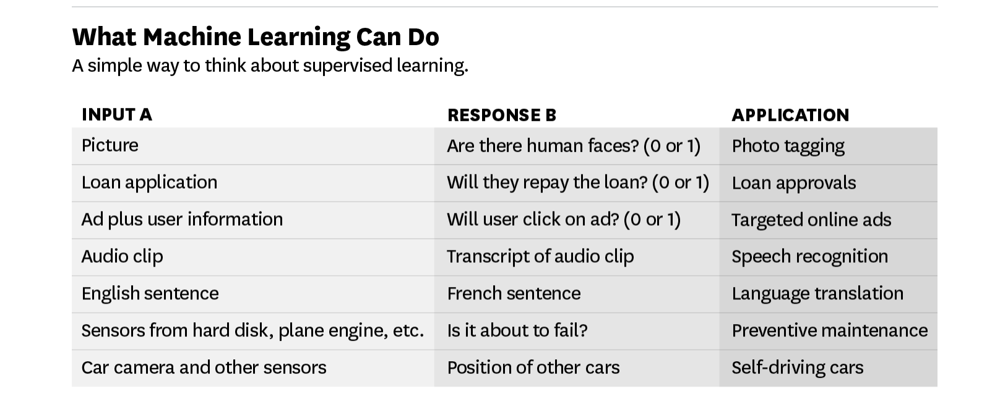 What Machine Learning Can Do
A simple way to think about supervised learning.
INPUT A RESPONSE B APPLICATION
Picture Are there human faces? (0 or 1) Photo tagging
Loan application Will they repay the loan? (0 or 1) Loan approvals
Ad plus user information Will user click on ad? (0 or 1) Targeted online ads
Audio clip Transcript of audio clip Speech recognition
English sentence French sentence Language translation
Sensors from hard disk, plane engine, etc. Is it about to fail? Preventive maintenance
Car camera and other sensors Position of other cars Self-driving cars